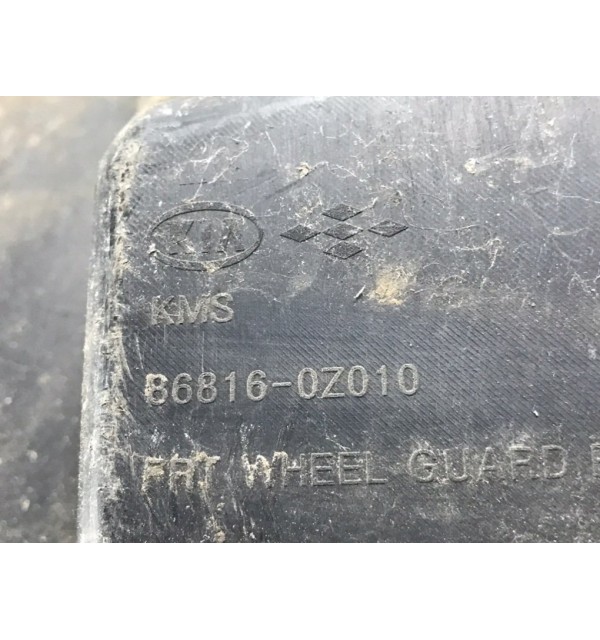 KIA
KMS
86816-0Z010
FRT WHEEL GUARD